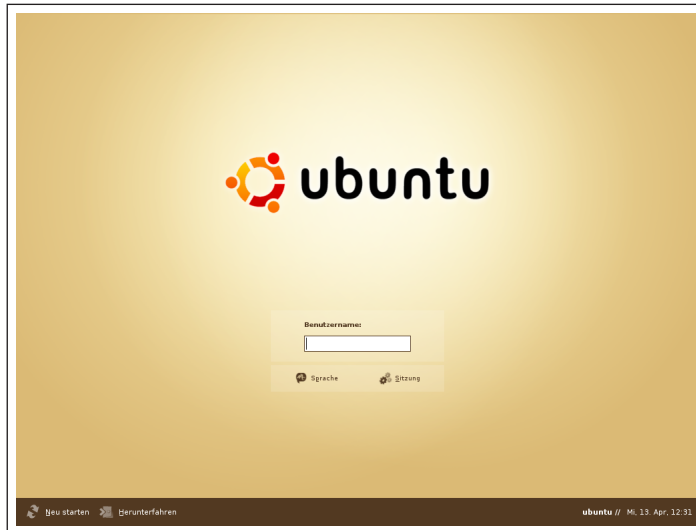 ubuntu
Benutzername:
Sprache Sitzung
Neu starten Herunterfahren ubuntu // Mi, 13. Apr, 12:31